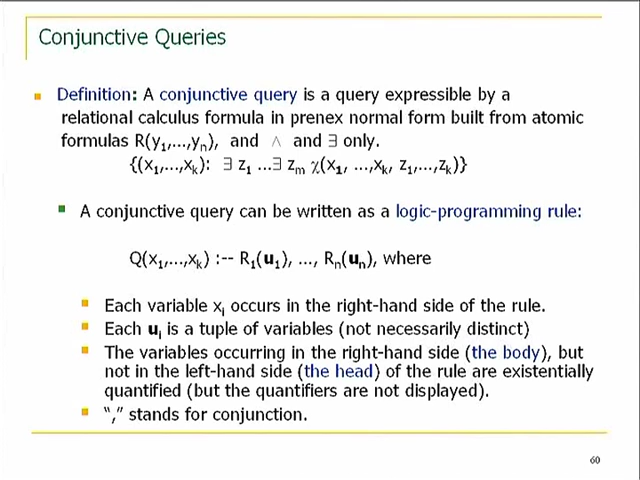 Conjunctive Queries
Definition: A conjunctive query is a query expressible by a
relational calculus formula in prenex normal form built from atomic
formulas R(y₁,...,yₙ), and ∧ and ∃ only.
{(x₁,...,xₖ): ∃ z₁ ...∃ zₘ χ(x₁, ...,xₖ, z₁,...,zₖ)}
A conjunctive query can be written as a logic-programming rule:
Q(x₁,...,xₖ) :-- R₁(u₁), ..., Rₙ(uₙ), where
Each variable xᵢ occurs in the right-hand side of the rule.
Each uᵢ is a tuple of variables (not necessarily distinct)
The variables occurring in the right-hand side (the body), but
not in the left-hand side (the head) of the rule are existentially
quantified (but the quantifiers are not displayed).
“,” stands for conjunction.
60